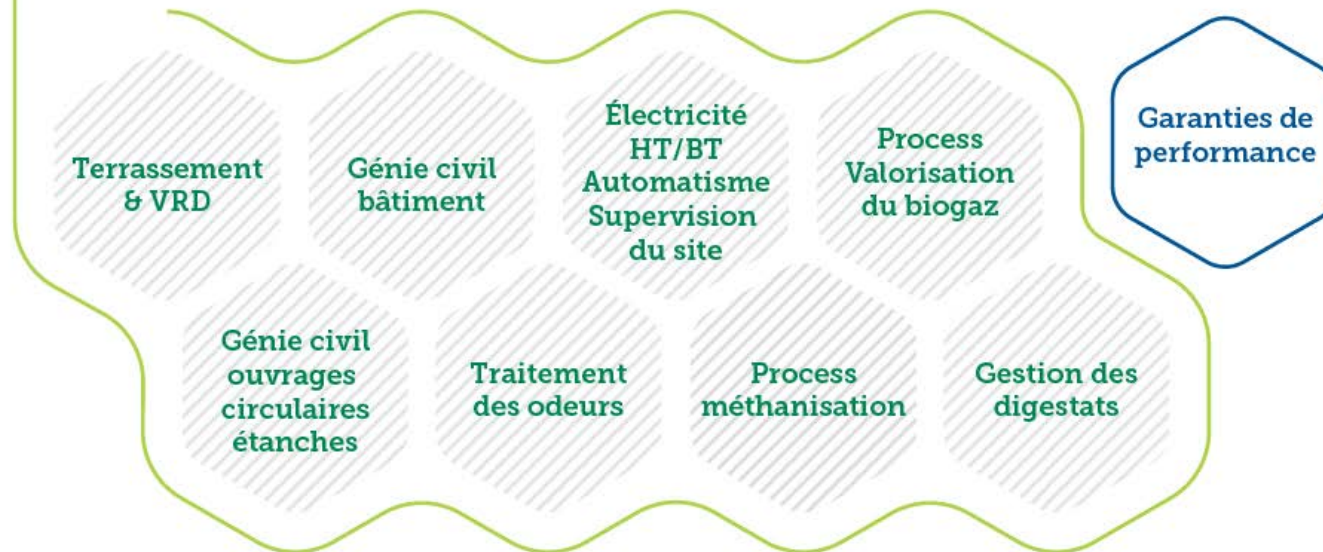 Terrassement
& VRD
Génie civil
bâtiment
Électricité
HT/BT
Automatisme
Supervision
du site
Process
Valorisation
du biogaz
Garanties de
performance
Génie civil
ouvrages
circulaires
étanches
Traitement
des odeurs
Process
méthanisation
Gestion des
digestats